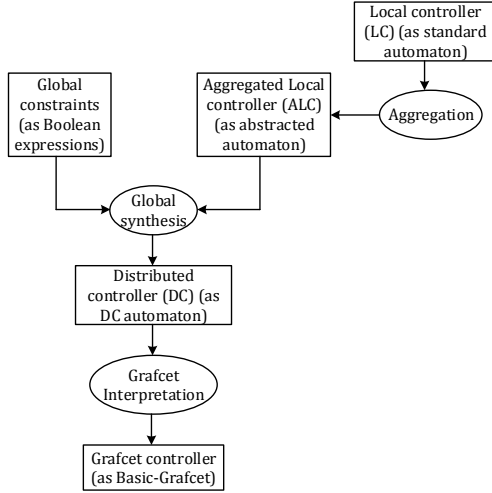 Local controller
(LC) (as standard
automaton)
Global
constraints
(as Boolean
expressions)
Aggregated Local
controller (ALC)
(as abstracted
automaton)
Aggregation
Global
synthesis
Distributed
controller (DC) (as
DC automaton)
Grafcet
Interpretation
Grafcet controller
(as Basic-Grafcet)